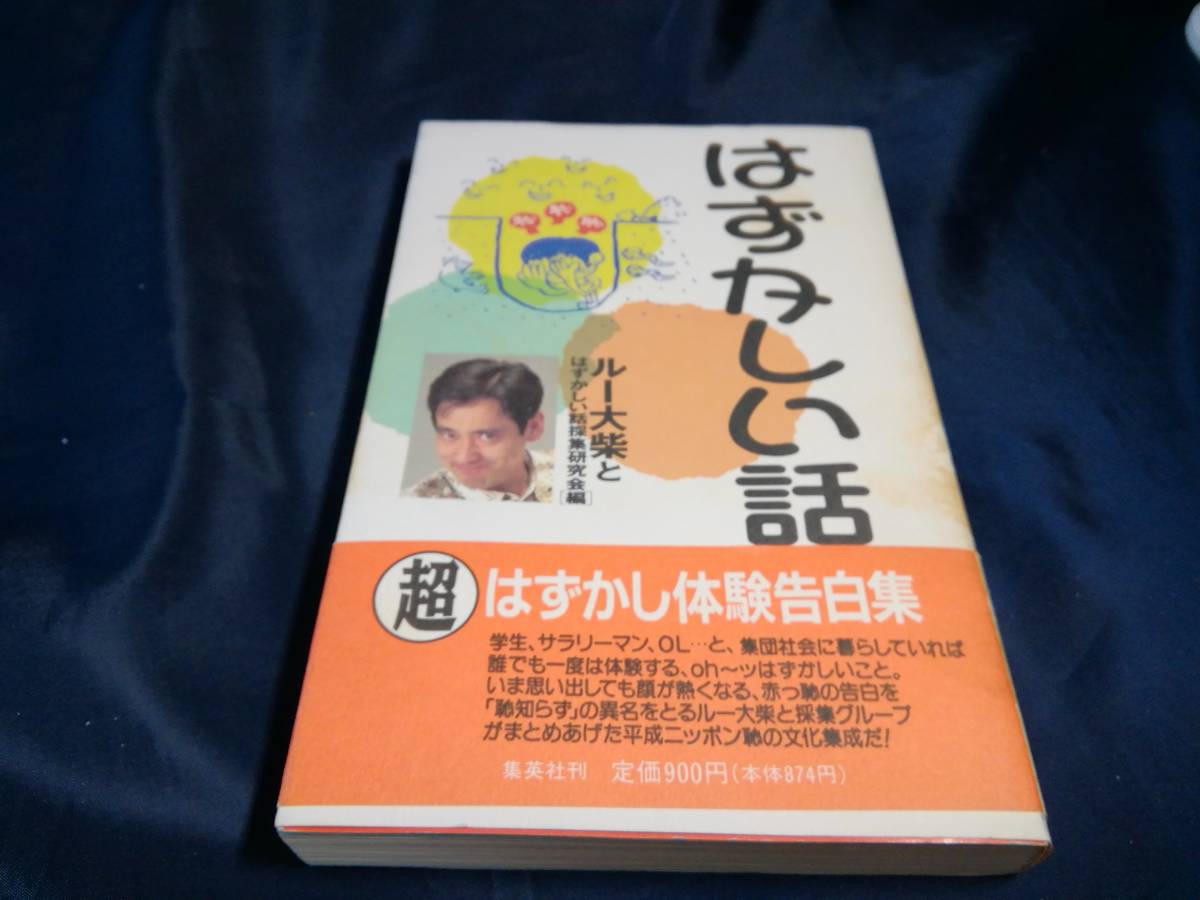 はずかしい話
恥 恥 恥
ルー大柴と
はずかしい話採集研究会[編]
超 はずかし体験告白集
学生、サラリーマン、OL…と、集団社会に暮らしていれば
誰でも一度は体験する、oh〜ッはずかしいこと。
いま思い出しても顔が熱くなる、赤っ恥の告白を
「恥知らず」の異名をとるルー大柴と採集グループ
がまとめあげた平成ニッポン恥の文化集成だ!
集英社刊 定価900円(本体874円)